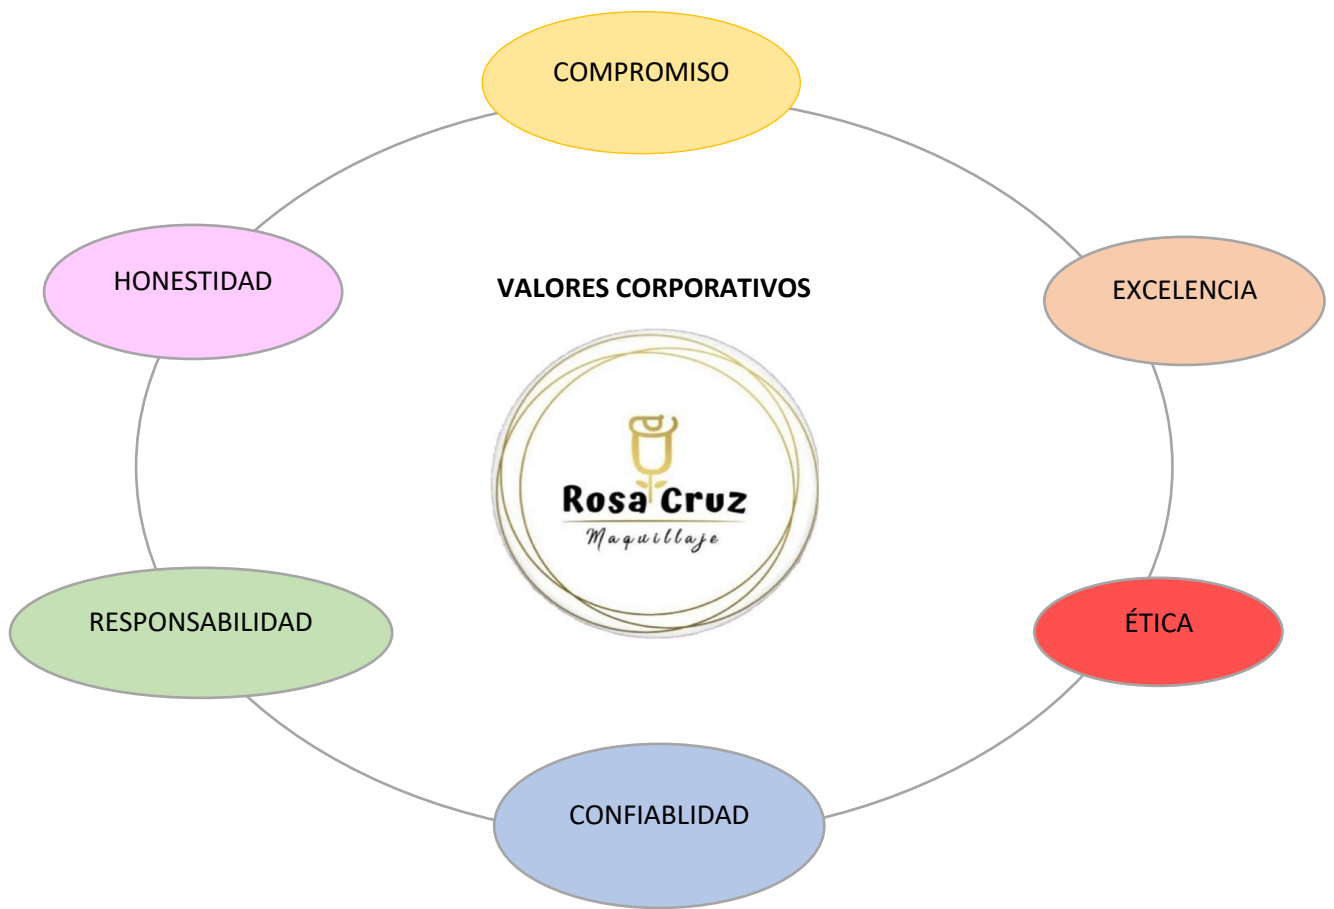 COMPROMISO
HONESTIDAD
EXCELENCIA
VALORES CORPORATIVOS
Rosa Cruz
Maquillaje
RESPONSABILIDAD
ÉTICA
CONFIABLIDAD